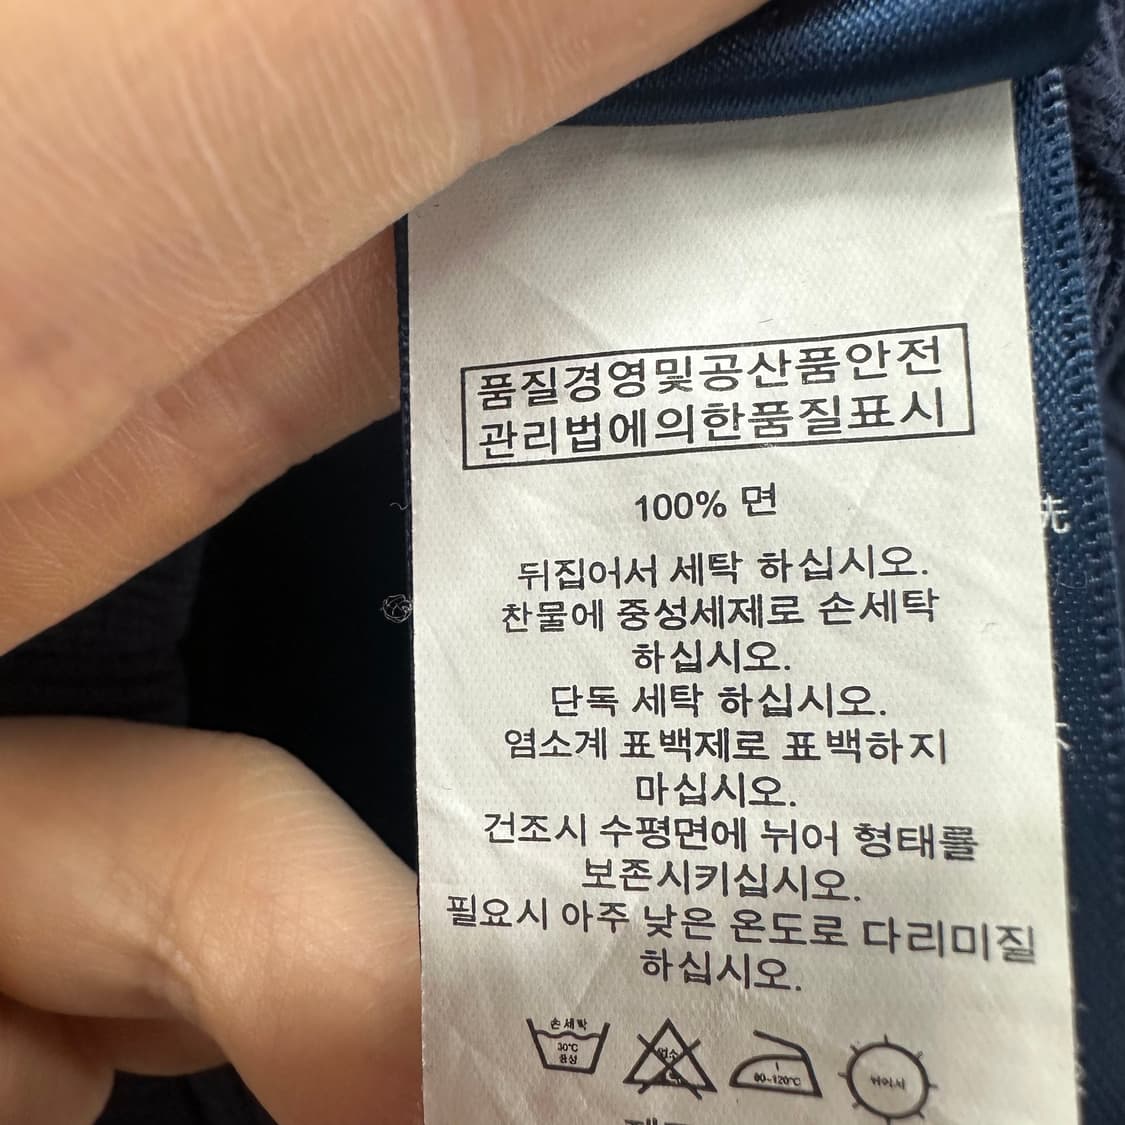 품질경영및공산품안전
관리법에의한품질표시
100% 면
뒤집어서 세탁 하십시오.
찬물에 중성세제로 손세탁
하십시오.
단독 세탁 하십시오.
염소계 표백제로 표백하지
마십시오.
건조시 수평면에 뉘어 형태를
보존시키십시오.
필요시 아주 낮은 온도로 다리미질
하십시오.
손세탁
30°C
중성
80~120°C
뉘어서
洗